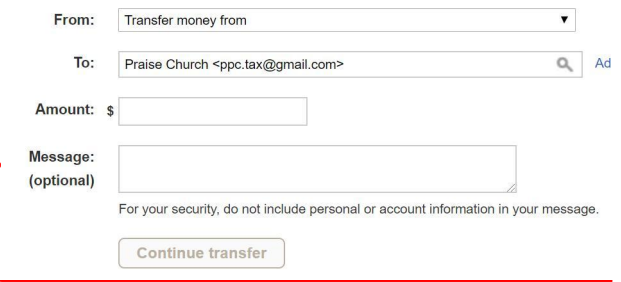 From: Transfer money from
To: Praise Church <ppc.tax@gmail.com> Ad
Amount: $
Message:
(optional)
For your security, do not include personal or account information in your message.
Continue transfer